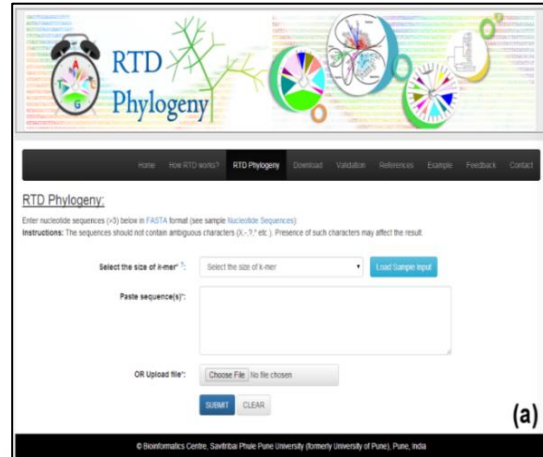 RTD
Phylogeny
A
T
C
G
Home How RTD works? RTD Phylogeny Download Validation References Example Feedback Contact
RTD Phylogeny:
Enter nucleotide sequences (>3) below in FASTA format (see sample Nucleotide Sequences):
Instructions: The sequences should not contain ambiguous characters (X,-,?,* etc.). Presence of such characters may affect the result.
Select the size of k-mer* ?: Select the size of k-mer Load Sample Input
Paste sequence(s)*:
OR Upload file*: Choose File No file chosen
SUBMIT CLEAR
(a)
© Bioinformatics Centre, Savitribai Phule Pune University (formerly University of Pune), Pune, India